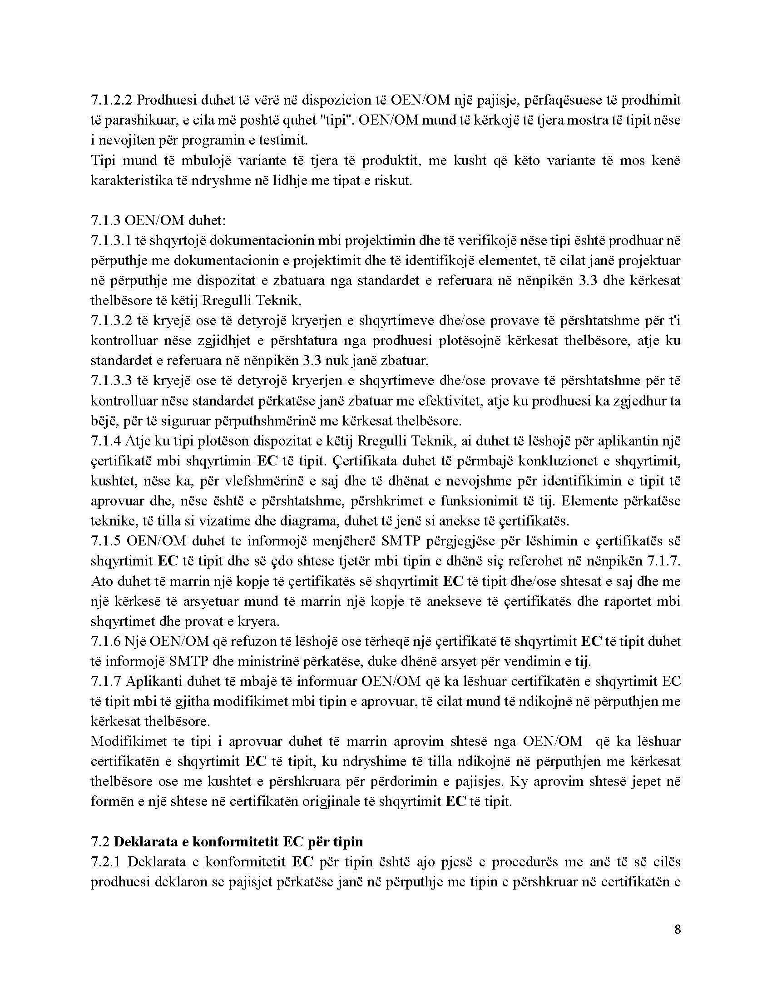 7.1.2.2 Prodhuesi duhet të vërë në dispozicion të OEN/OM një pajisje, përfaqësuese të prodhimit
të parashikuar, e cila më poshtë quhet "tipi". OEN/OM mund të kërkojë të tjera mostra të tipit nëse
i nevojiten për programin e testimit.
Tipi mund të mbulojë variante të tjera të produktit, me kusht që këto variante të mos kenë
karakteristika të ndryshme në lidhje me tipat e riskut.
7.1.3 OEN/OM duhet:
7.1.3.1 të shqyrtojë dokumentacionin mbi projektimin dhe të verifikojë nëse tipi është prodhuar në
përputhje me dokumentacionin e projektimit dhe të identifikojë elementet, të cilat janë projektuar
në përputhje me dispozitat e zbatuara nga standardet e referuara në nënpikën 3.3 dhe kërkesat
thelbësore të këtij Rregulli Teknik,
7.1.3.2 të kryejë ose të detyrojë kryerjen e shqyrtimeve dhe/ose provave të përshtatshme për t'i
kontrolluar nëse zgjidhjet e përshtatura nga prodhuesi plotësojnë kërkesat thelbësore, atje ku
standardet e referuara në nënpikën 3.3 nuk janë zbatuar,
7.1.3.3 të kryejë ose të detyrojë kryerjen e shqyrtimeve dhe/ose provave të përshtatshme për të
kontrolluar nëse standardet përkatëse janë zbatuar me efektivitet, atje ku prodhuesi ka zgjedhur ta
bëjë, për të siguruar përputhshmërinë me kërkesat thelbësore.
7.1.4 Atje ku tipi plotëson dispozitat e këtij Rregulli Teknik, ai duhet të lëshojë për aplikantin një
çertifikatë mbi shqyrtimin EC të tipit. Çertifikata duhet të përmbajë konkluzionet e shqyrtimit,
kushtet, nëse ka, për vlefshmërinë e saj dhe të dhënat e nevojshme për identifikimin e tipit të
aprovuar dhe, nëse është e përshtatshme, përshkrimet e funksionimit të tij. Elemente përkatëse
teknike, të tilla si vizatime dhe diagrama, duhet të jenë si anekse të çertifikatës.
7.1.5 OEN/OM duhet te informojë menjëherë SMTP përgjegjëse për lëshimin e çertifikatës së
shqyrtimit EC të tipit dhe së çdo shtese tjetër mbi tipin e dhënë siç referohet në nënpikën 7.1.7.
Ato duhet të marrin një kopje të çertifikatës së shqyrtimit EC të tipit dhe/ose shtesat e saj dhe me
një kërkesë të arsyetuar mund të marrin një kopje të anekseve të çertifikatës dhe raportet mbi
shqyrtimet dhe provat e kryera.
7.1.6 Një OEN/OM që refuzon të lëshojë ose tërheqë një çertifikatë të shqyrtimit EC të tipit duhet
të informojë SMTP dhe ministrinë përkatëse, duke dhënë arsyet për vendimin e tij.
7.1.7 Aplikanti duhet të mbajë të informuar OEN/OM që ka lëshuar certifikatën e shqyrtimit EC
të tipit mbi të gjitha modifikimet mbi tipin e aprovuar, të cilat mund të ndikojnë në përputhjen me
kërkesat thelbësore.
Modifikimet te tipi i aprovuar duhet të marrin aprovim shtesë nga OEN/OM që ka lëshuar
certifikatën e shqyrtimit EC të tipit, ku ndryshime të tilla ndikojnë në përputhjen me kërkesat
thelbësore ose me kushtet e përshkruara për përdorimin e pajisjes. Ky aprovim shtesë jepet në
formën e një shtese në certifikatën origjinale të shqyrtimit EC të tipit.
7.2 Deklarata e konformitetit EC për tipin
7.2.1 Deklarata e konformitetit EC për tipin është ajo pjesë e procedurës me anë të së cilës
prodhuesi deklaron se pajisjet përkatëse janë në përputhje me tipin e përshkruar në certifikatën e
8